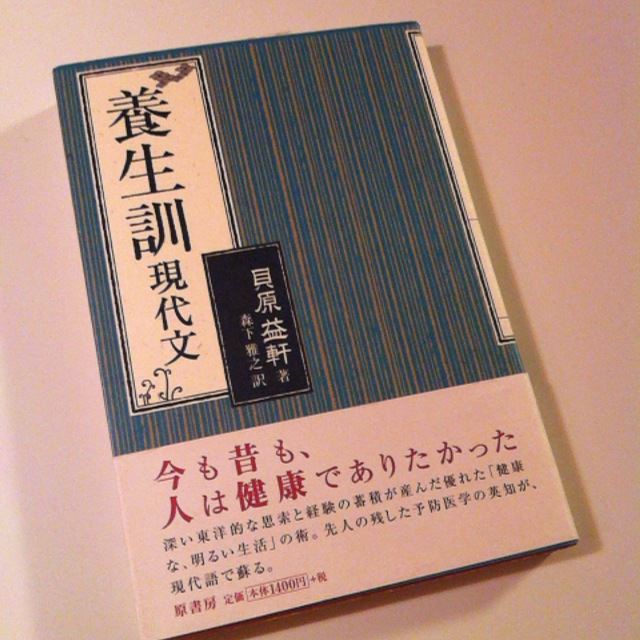 養生訓 現代文
貝原益軒 著
森下雅之 訳
今も昔も、
人は健康でありたかった
深い東洋的な思索と経験の蓄積が産んだ優れた「健康
な、明るい生活」の術。先人の残した予防医学の英知が、
現代語で蘇る。
原書房 定価 本体1400円+税